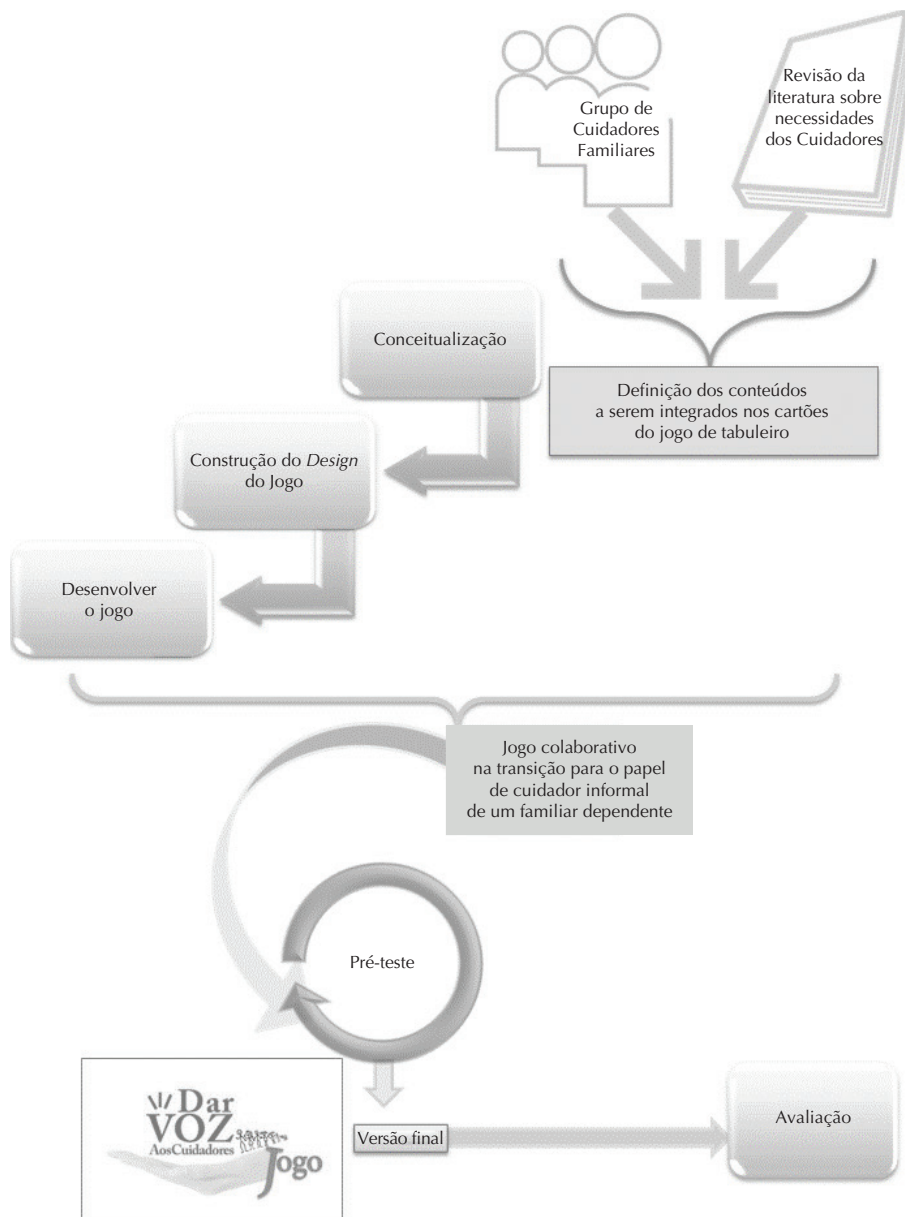 Grupo de
Cuidadores
Familiares
Revisão da
literatura sobre
necessidades
dos Cuidadores
Conceitualização
Definição dos conteúdos
a serem integrados nos cartões
do jogo de tabuleiro
Construção do Design
do Jogo
Desenvolver
o jogo
Jogo colaborativo
na transição para o papel
de cuidador informal
de um familiar dependente
Pré-teste
Dar
VOZ
AosCuidadores
Jogo
Versão final
Avaliação